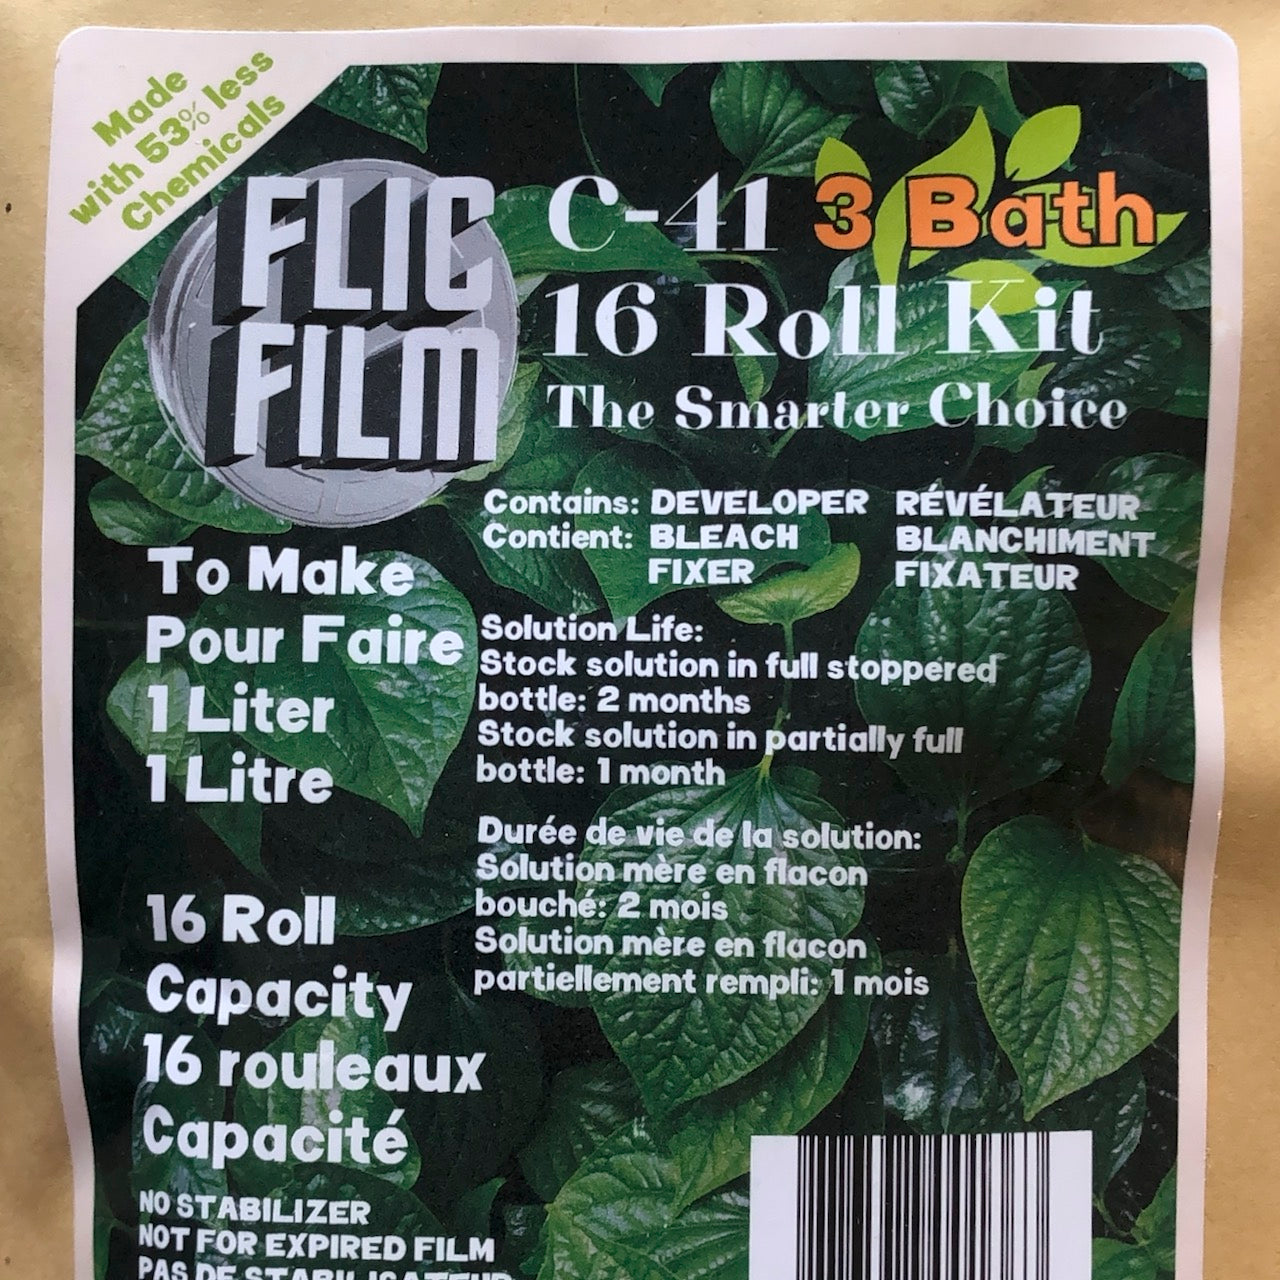 Made
with 53% less
Chemicals
FLIC
FILM
C-41 3 Bath
16 Roll Kit
The Smarter Choice
Contains: DEVELOPER RÉVÉLATEUR
Contient: BLEACH BLANCHIMENT
FIXER FIXATEUR
To Make
Pour Faire
1 Liter
1 Litre
Solution Life:
Stock solution in full stoppered
bottle: 2 months
Stock solution in partially full
bottle: 1 month
Durée de vie de la solution:
Solution mère en flacon
bouché: 2 mois
Solution mère en flacon
partiellement rempli: 1 mois
16 Roll
Capacity
16 rouleaux
Capacité
NO STABILIZER
NOT FOR EXPIRED FILM
PAS DE STABILISATEUR